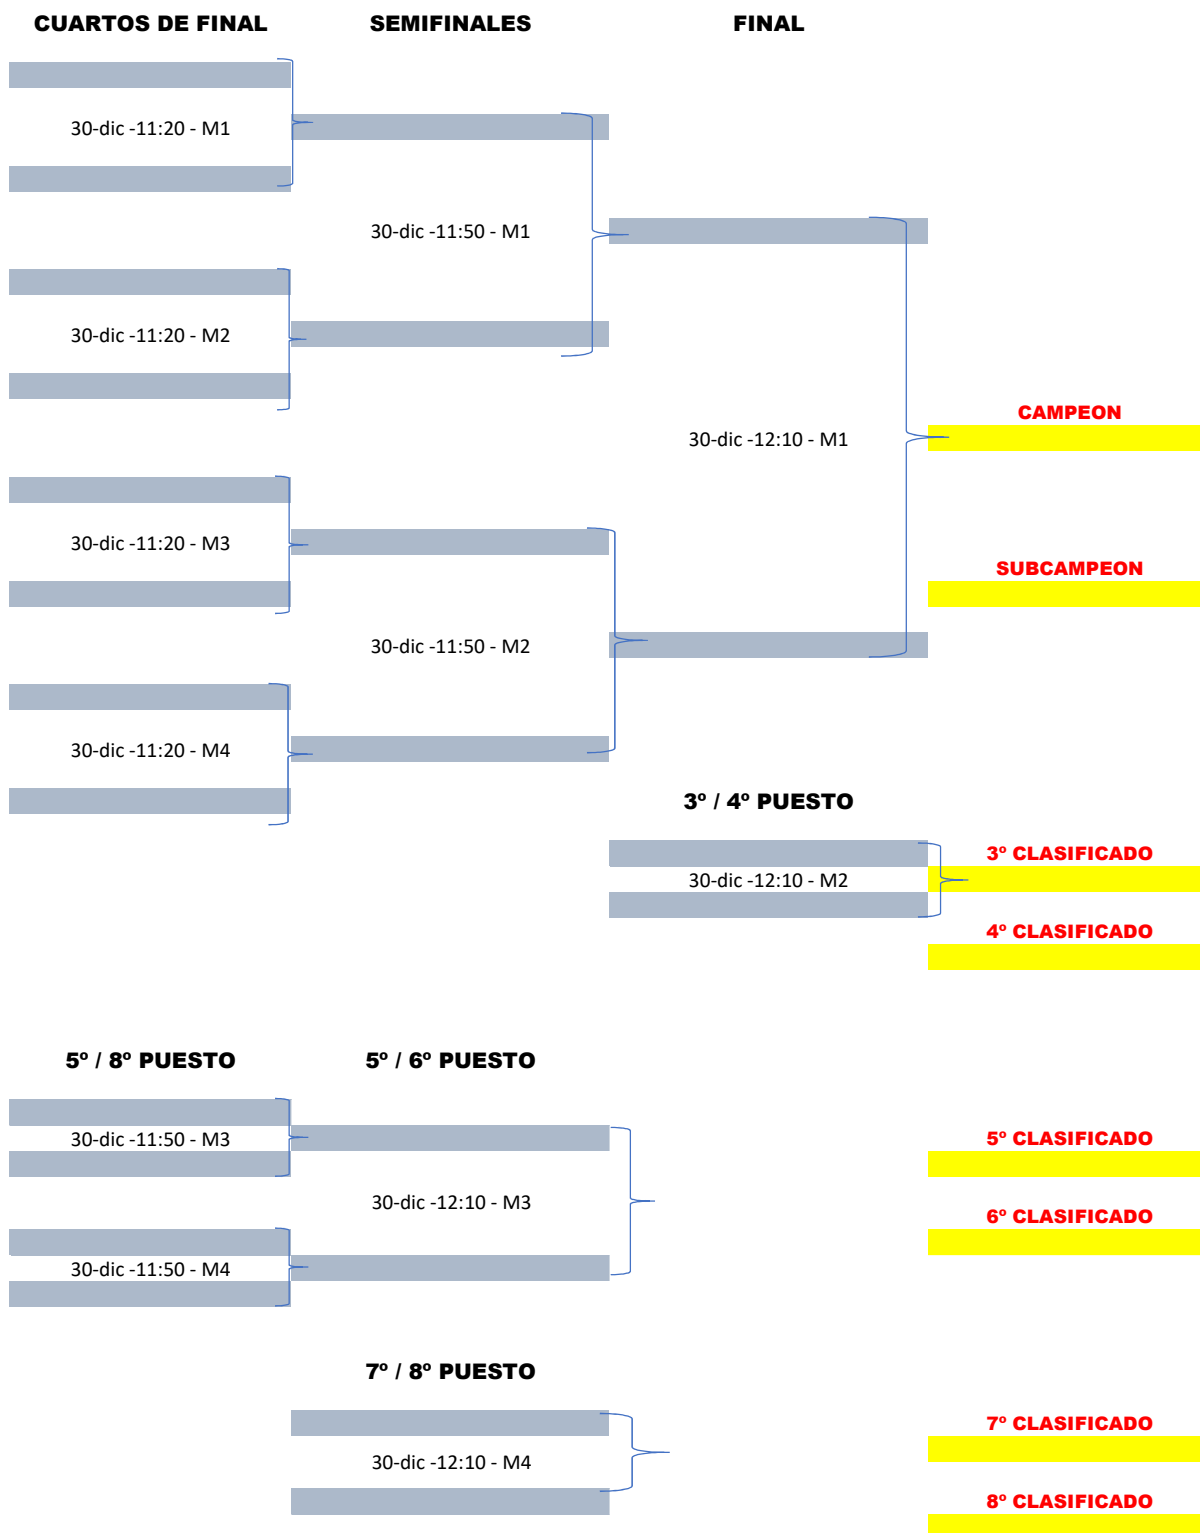 CUARTOS DE FINAL
SEMIFINALES
FINAL
30-dic -11:20 - M1
30-dic -11:50 - M1
30-dic -11:20 - M2
CAMPEON
30-dic -12:10 - M1
30-dic -11:20 - M3
SUBCAMPEON
30-dic -11:50 - M2
30-dic -11:20 - M4
3º / 4º PUESTO
3º CLASIFICADO
30-dic -12:10 - M2
4º CLASIFICADO
5º / 8º PUESTO
5º / 6º PUESTO
30-dic -11:50 - M3
5º CLASIFICADO
30-dic -12:10 - M3
6º CLASIFICADO
30-dic -11:50 - M4
7º / 8º PUESTO
7º CLASIFICADO
30-dic -12:10 - M4
8º CLASIFICADO